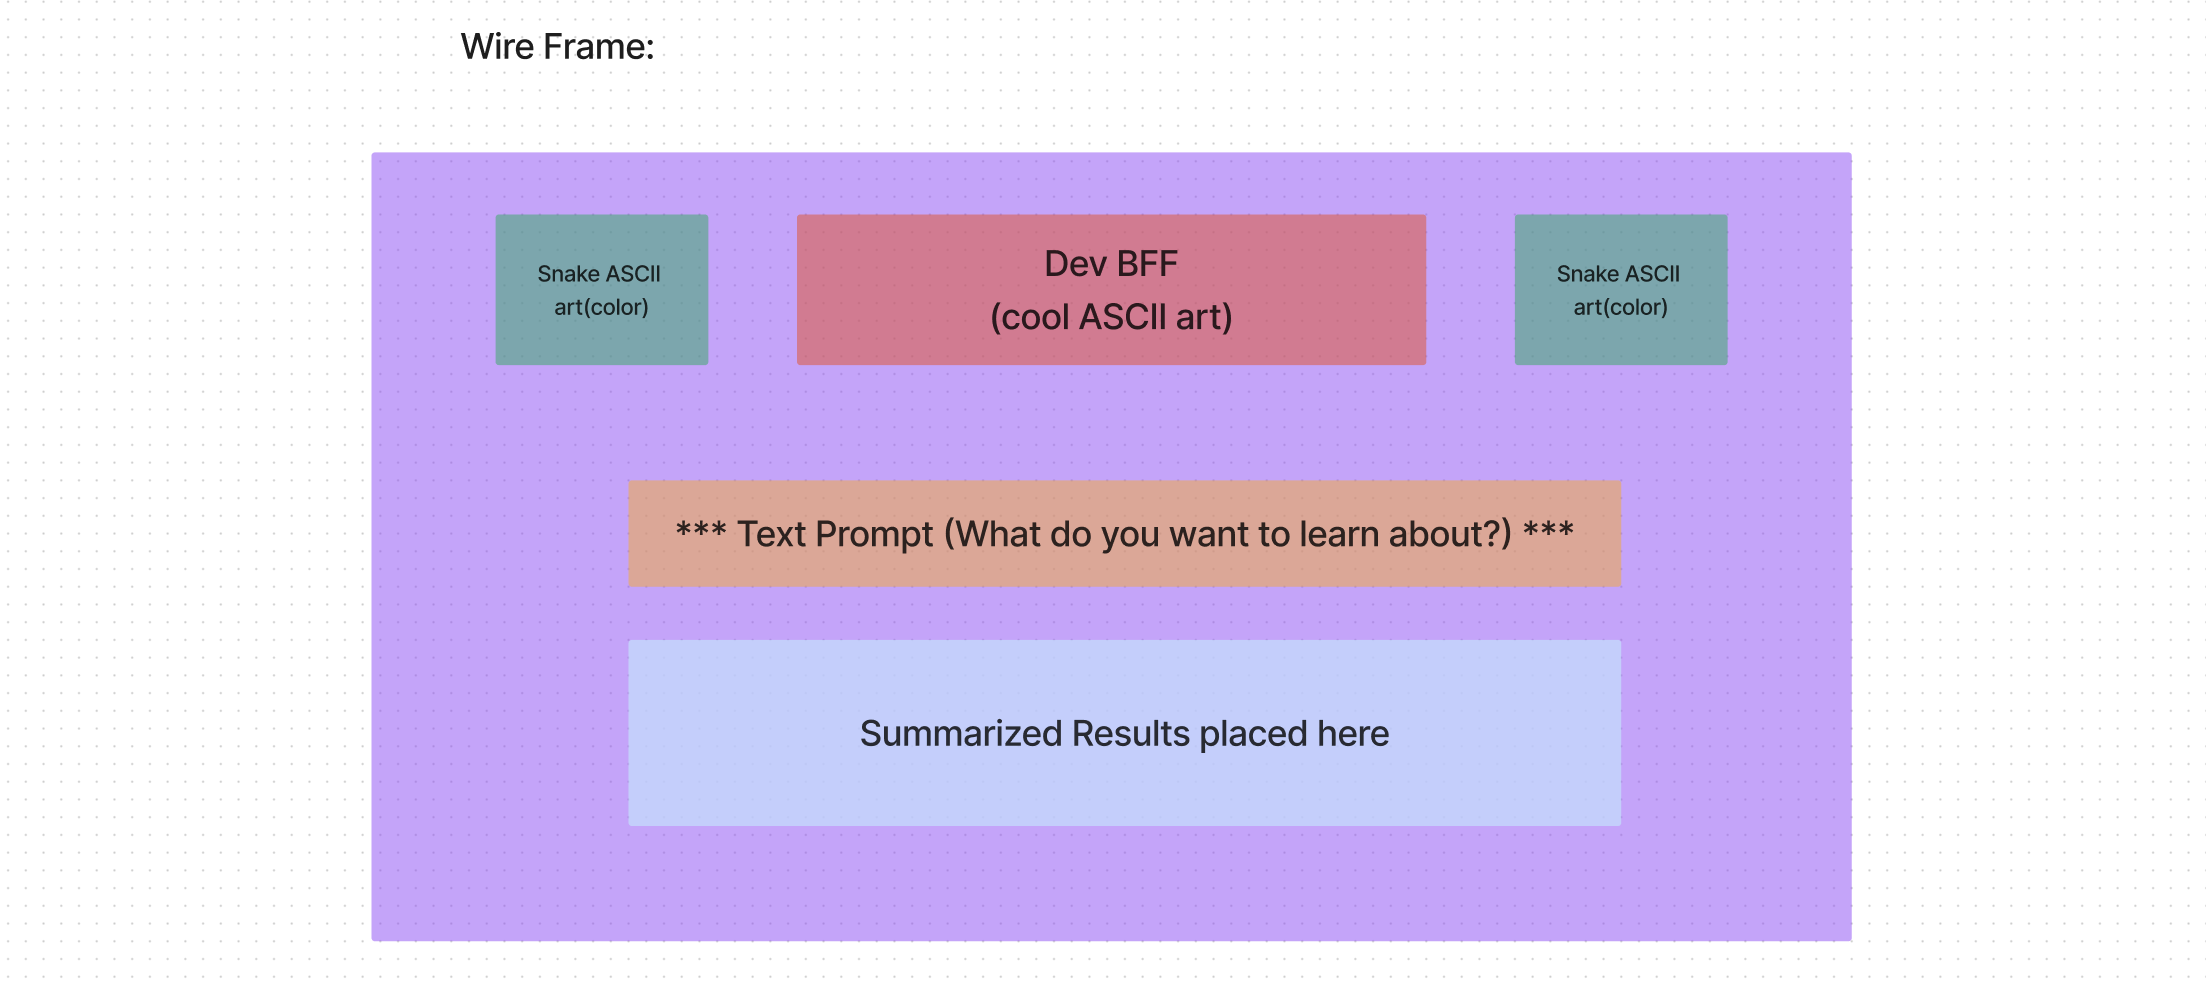 Wire Frame:
Snake ASCII
art(color)
Dev BFF
(cool ASCII art)
Snake ASCII
art(color)
*** Text Prompt (What do you want to learn about?) ***
Summarized Results placed here